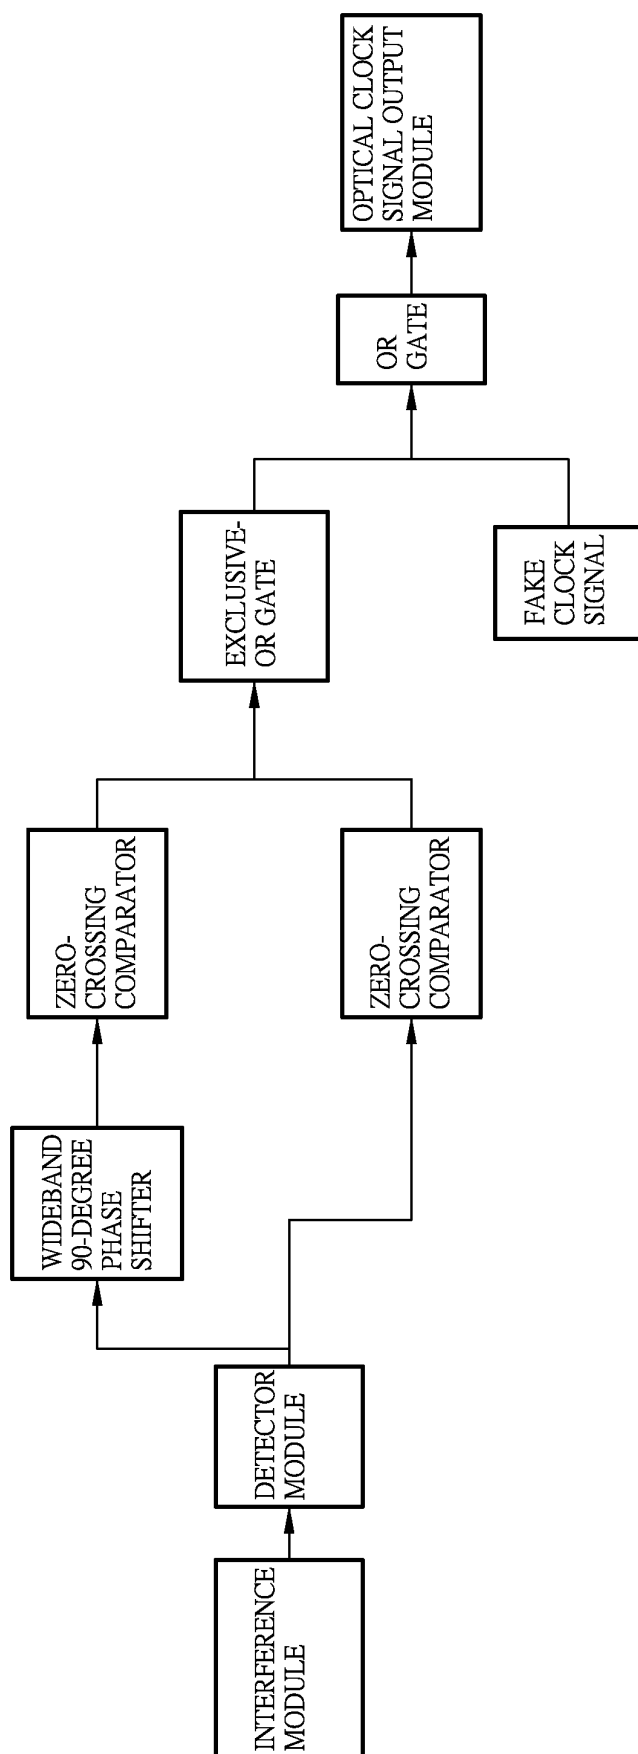 INTERFERENCE
MODULE
DETECTOR
MODULE
WIDEBAND
90-DEGREE
PHASE
SHIFTER
ZERO-
CROSSING
COMPARATOR
ZERO-
CROSSING
COMPARATOR
EXCLUSIVE-
OR GATE
FAKE
CLOCK
SIGNAL
OR
GATE
OPTICAL CLOCK
SIGNAL OUTPUT
MODULE